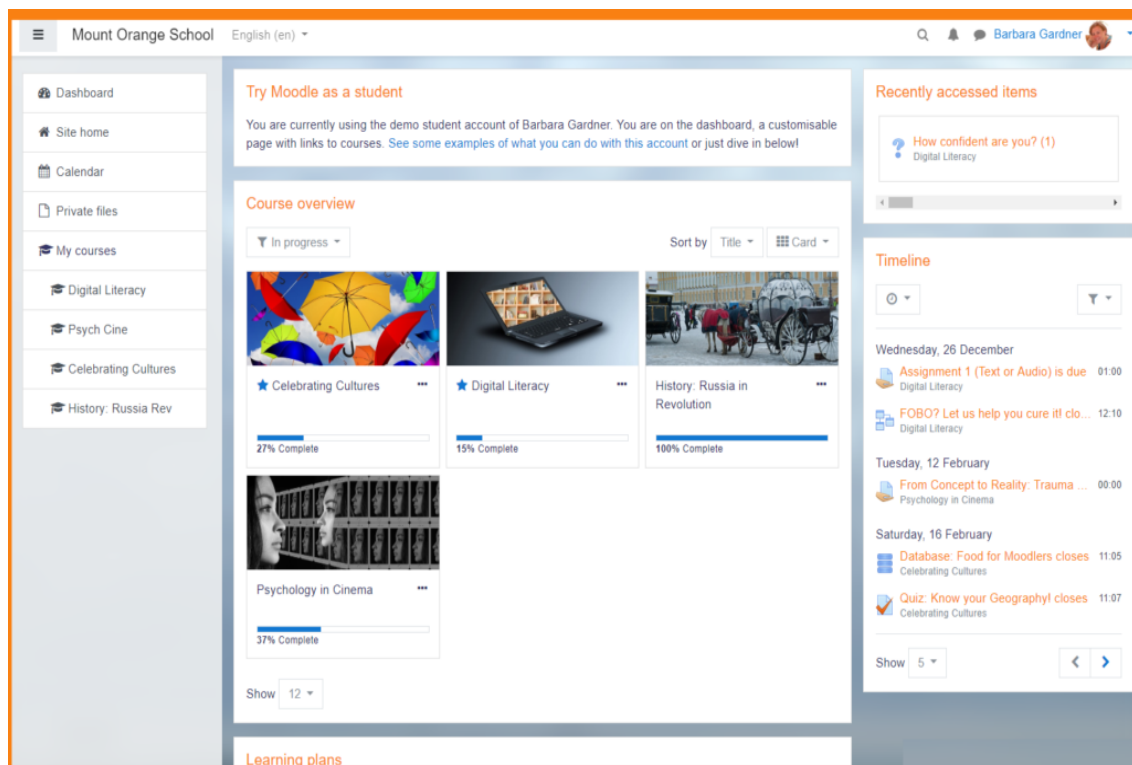 Mount Orange School
English (en)
Barbara Gardner
Dashboard
Site home
Calendar
Private files
My courses
Digital Literacy
Psych Cine
Celebrating Cultures
History: Russia Rev
Try Moodle as a student
You are currently using the demo student account of Barbara Gardner. You are on the dashboard, a customisable
page with links to courses. See some examples of what you can do with this account or just dive in below!
Course overview
In progress
Sort by Title Card
Celebrating Cultures ...
27% Complete
Digital Literacy ...
15% Complete
History: Russia in ...
Revolution
100% Complete
Psychology in Cinema ...
37% Complete
Show 12
Learning plans
Recently accessed items
How confident are you? (1)
Digital Literacy
Timeline
Wednesday, 26 December
Assignment 1 (Text or Audio) is due 01:00
Digital Literacy
FOBO? Let us help you cure it! clo... 12:10
Digital Literacy
Tuesday, 12 February
From Concept to Reality: Trauma ... 00:00
Psychology in Cinema
Saturday, 16 February
Database: Food for Moodlers closes 11:05
Celebrating Cultures
Quiz: Know your Geography! closes 11:07
Celebrating Cultures
Show 5